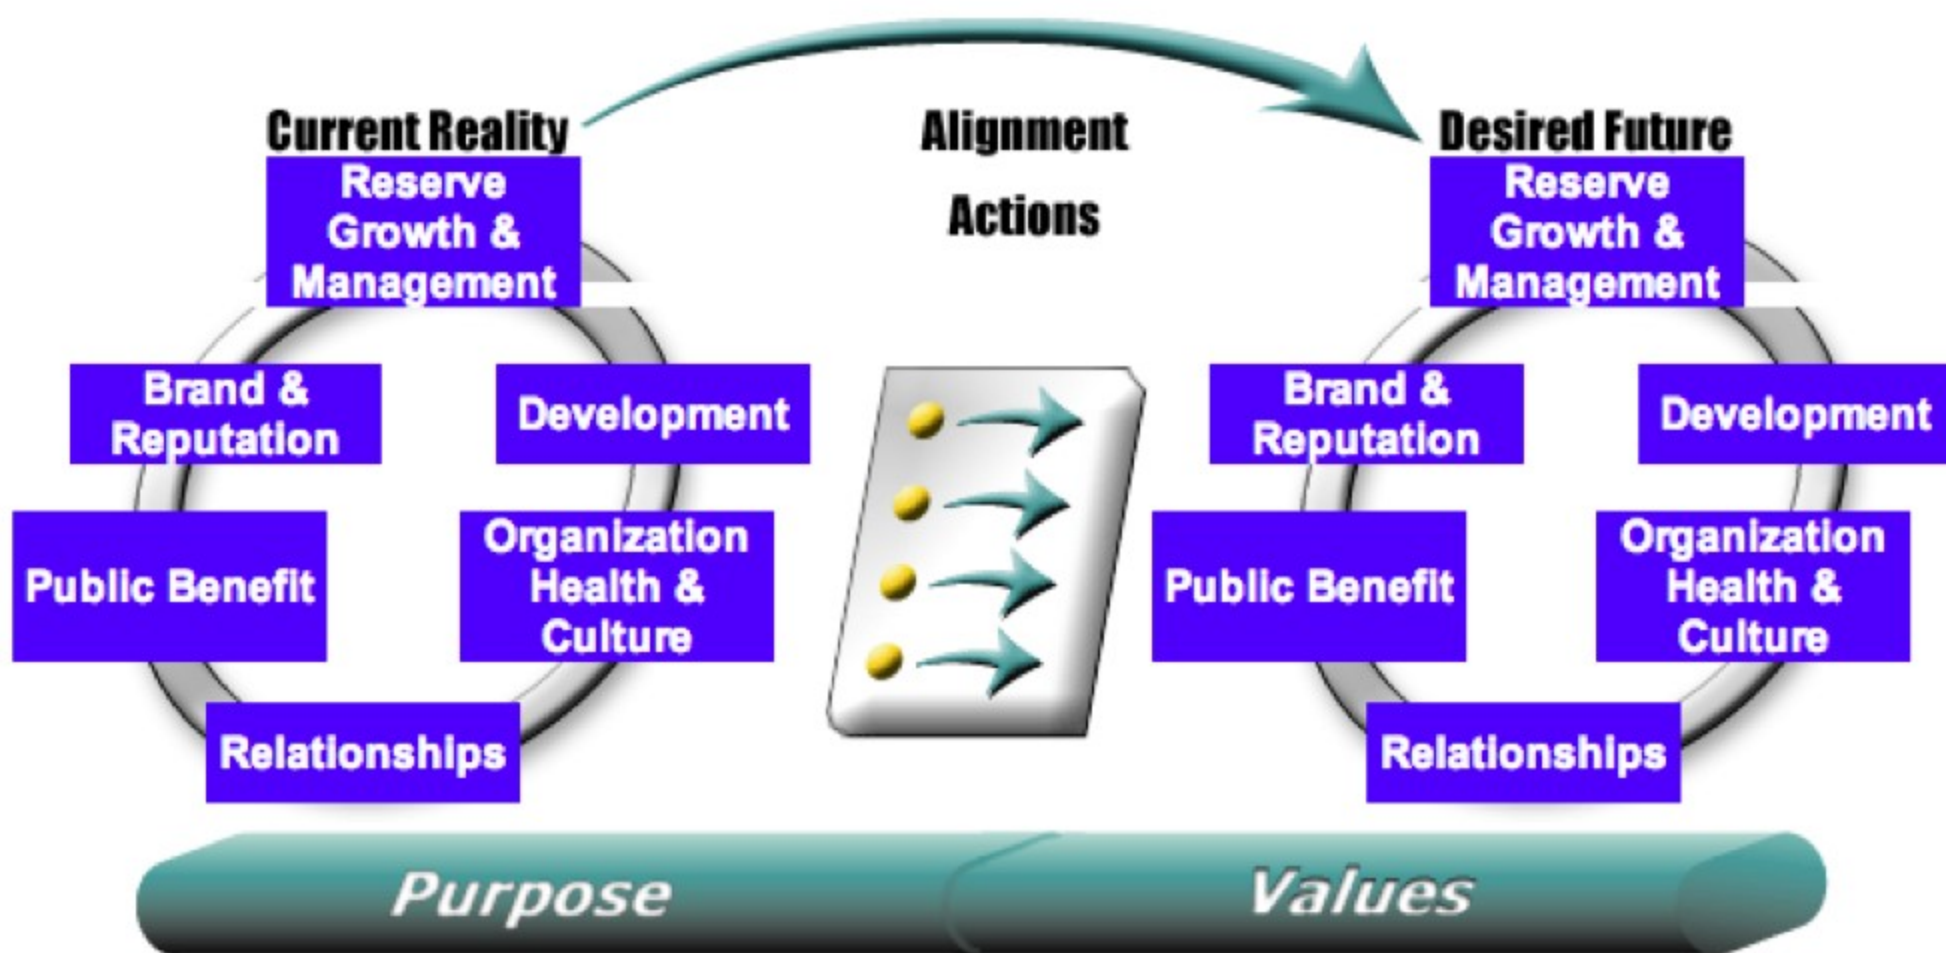 Current Reality
Alignment
Actions
Desired Future
Reserve
Growth &
Management
Brand &
Reputation
Development
Public Benefit
Organization
Health &
Culture
Relationships
Reserve
Growth &
Management
Brand &
Reputation
Development
Public Benefit
Organization
Health &
Culture
Relationships
Purpose
Values